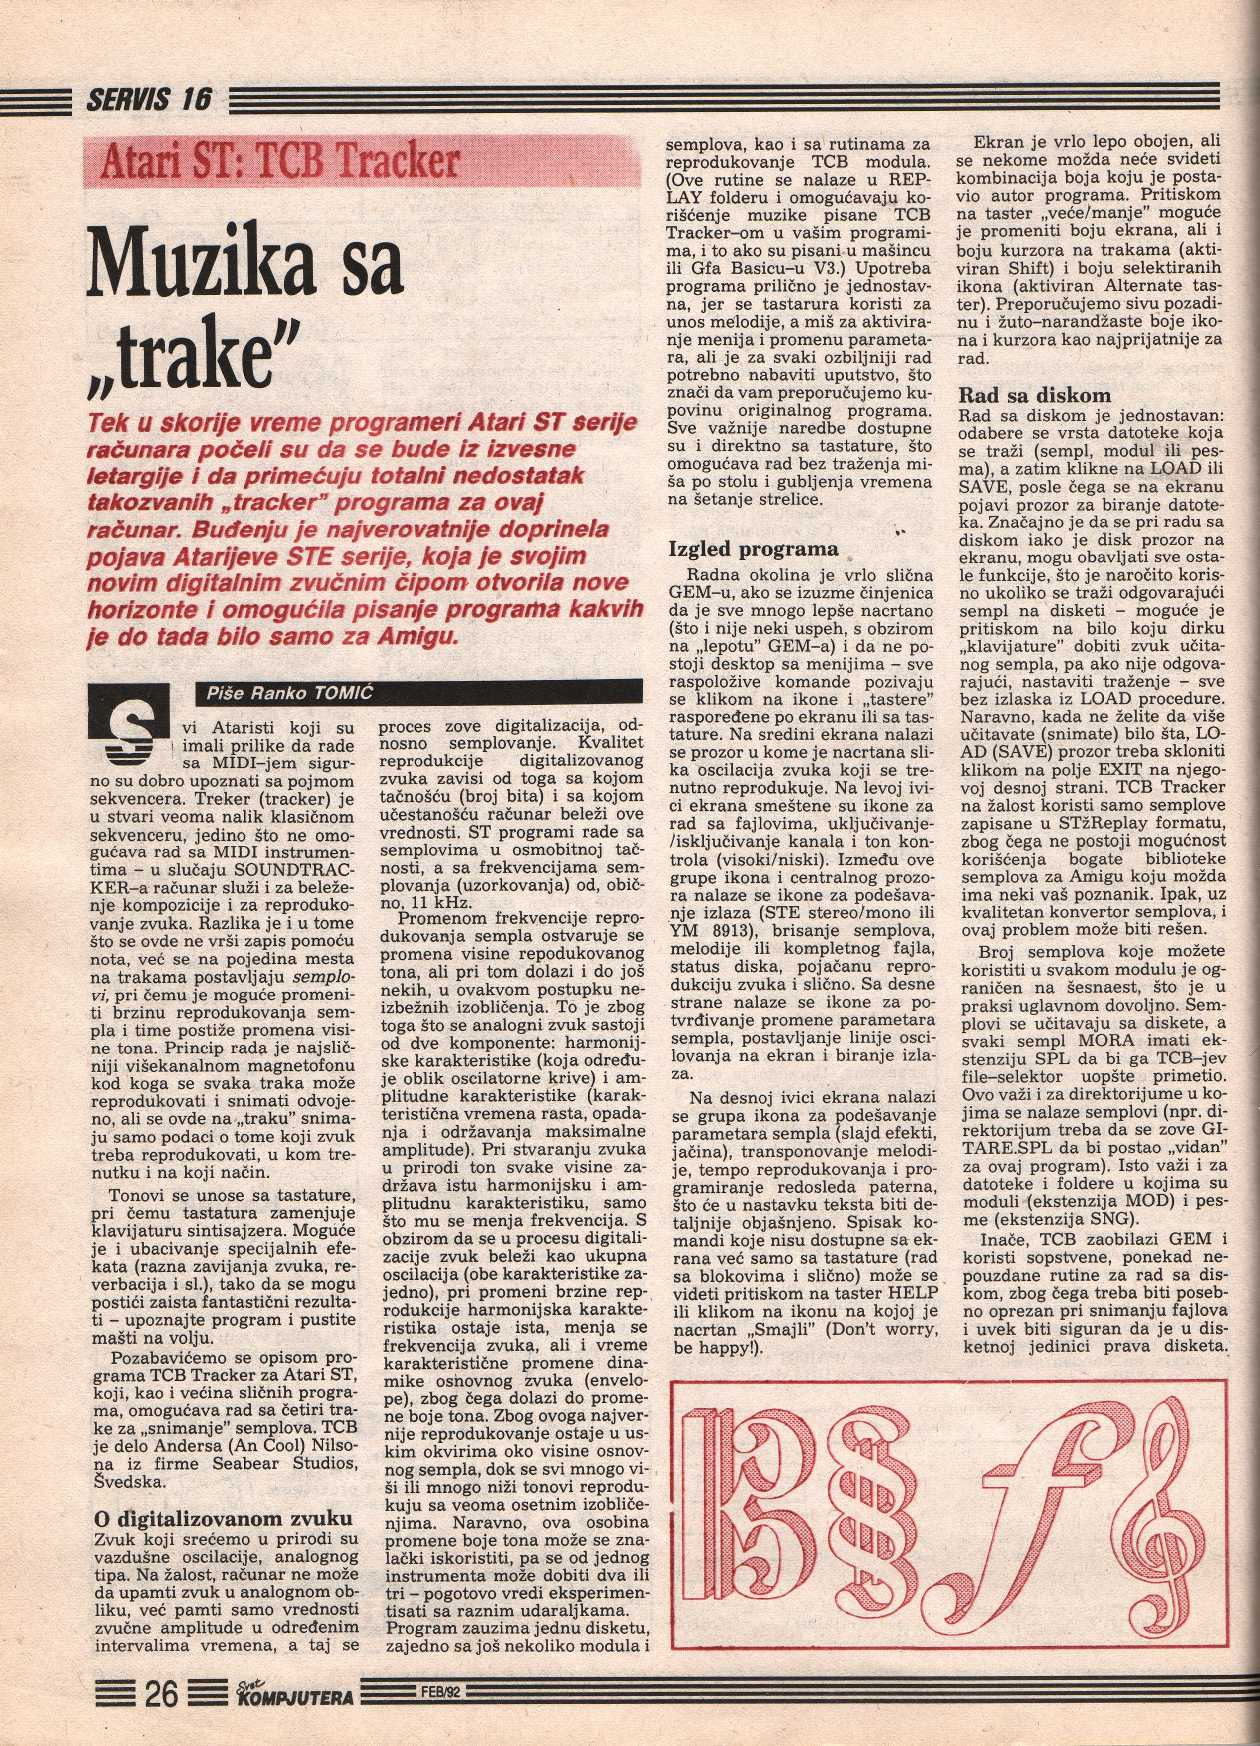 SERVIS 16
Atari ST: TCB Tracker
Muzika sa
„trake”
Tek u skorije vreme programeri Atari ST serije
računara počeli su da se bude iz izvesne
letargije i da primećuju totalni nedostatak
takozvanih „tracker” programa za ovaj
računar. Buđenju je najverovatnije doprinela
pojava Atarijeve STE serije, koja je svojim
novim digitalnim zvučnim čipom otvorila nove
horizonte i omogućila pisanje programa kakvih
je do tada bilo samo za Amigu.
Piše Ranko TOMIĆ
Svi Ataristi koji su
imali prilike da rade
sa MIDI–jem sigur-
no su dobro upoznati sa pojmom
sekvencera. Treker (tracker) je
u stvari veoma nalik klasičnom
sekvenceru, jedino što ne omo-
gućava rad sa MIDI instrumen-
tima – u slučaju SOUNDTRAC-
KER–a računar služi i za beleže-
nje kompozicije i za reproduko-
vanje zvuka. Razlika je i u tome
što se ovde ne vrši zapis pomoću
nota, već se na pojedina mesta
na trakama postavljaju semplo-
vi, pri čemu je moguće promeni-
ti brzinu reprodukovanja sem-
pla i time postiže promena visi-
ne tona. Princip rada je najslič-
niji višekanalnom magnetofonu
kod koga se svaka traka može
reprodukovati i snimati odvoje-
no, ali se ovde na „traku” snima-
ju samo podaci o tome koji zvuk
treba reprodukovati, u kom tre-
nutku i na koji način.
Tonovi se unose sa tastature,
pri čemu tastatura zamenjuje
klavijaturu sintisajzera. Moguće
je i ubacivanje specijalnih efe-
kata (razna zavijanja zvuka, re-
verbacija i sl.), tako da se mogu
postići zaista fantastični rezulta-
ti – upoznajte program i pustite
mašti na volju.
Pozabavićemo se opisom pro-
grama TCB Tracker za Atari ST,
koji, kao i većina sličnih progra-
ma, omogućava rad sa četiri tra-
ke za „snimanje” semplova. TCB
je delo Andersa (An Cool) Nilso-
na iz firme Seabear Studios,
Švedska.
O digitalizovanom zvuku
Zvuk koji srećemo u prirodi su
vazdušne oscilacije, analognog
tipa. Na žalost, računar ne može
da upamti zvuk u analognom ob-
liku, već pamti samo vrednosti
zvučne amplitude u određenim
intervalima vremena, a taj se
proces zove digitalizacija, od-
nosno semplovanje. Kvalitet
reprodukcije digitalizovanog
zvuka zavisi od toga sa kojom
tačnošću (broj bita) i sa kojom
učestanošću računar beleži ove
vrednosti. ST programi rade sa
semplovima u osmobitnoj tač-
nosti, a sa frekvencijama sem-
plovanja (uzorkovanja) od, obič-
no, 11 kHz.
Promenom frekvencije repro-
dukovanja sempla ostvaruje se
promena visine repodukovanog
tona, ali pri tom dolazi i do još
nekih, u ovakvom postupku ne-
izbežnih izobličenja. To je zbog
toga što se analogni zvuk sastoji
od dve komponente: harmonij-
ske karakteristike (koja određu-
je oblik oscilatorne krive) i am-
plitudne karakteristike (karak-
teristična vremena rasta, opada-
nja i održavanja maksimalne
amplitude). Pri stvaranju zvuka
u prirodi ton svake visine za-
država istu harmonijsku i am-
plitudnu karakteristiku, samo
što mu se menja frekvencija. S
obzirom da se u procesu digitali-
zacije zvuk beleži kao ukupna
oscilacija (obe karakteristike za-
jedno), pri promeni brzine rep-
rodukcije harmonijska karakte-
ristika ostaje ista, menja se
frekvencija zvuka, ali i vreme
karakteristične promene dina-
mike osnovnog zvuka (envelo-
pe), zbog čega dolazi do prome-
ne boje tona. Zbog ovoga najver-
nije reprodukovanje ostaje u us-
kim okvirima oko visine osnov-
nog sempla, dok se svi mnogo vi-
ši ili mnogo niži tonovi reprodu-
kuju sa veoma osetnim izobliče-
njima. Naravno, ova osobina
promene boje tona može se zna-
lački iskoristiti, pa se od jednog
instrumenta može dobiti dva ili
tri – pogotovo vredi eksperimen-
tisati sa raznim udaraljkama.
Program zauzima jednu disketu,
zajedno sa još nekoliko modula i
semplova, kao i sa rutinama za
reprodukovanje TCB modula.
(Ove rutine se nalaze u REP-
LAY folderu i omogućavaju ko-
rišćenje muzike pisane TCB
Tracker–om u vašim programi-
ma, i to ako su pisani u mašincu
ili Gfa Basicu–u V3.) Upotreba
programa prilično je jednostav-
na, jer se tastarura koristi za
unos melodije, a miš za aktivira-
nje menija i promenu parameta-
ra, ali je za svaki ozbiljniji rad
potrebno nabaviti uputstvo, što
znači da vam preporučujemo ku-
povinu originalnog programa.
Sve važnije naredbe dostupne
su i direktno sa tastature, što
omogućava rad bez traženja mi-
ša po stolu i gubljenja vremena
na šetanje strelice.
Izgled programa
Radna okolina je vrlo slična
GEM–u, ako se izuzme činjenica
da je sve mnogo lepše nacrtano
(što i nije neki uspeh, s obzirom
na „lepotu” GEM–a) i da ne po-
stoji desktop sa menijima – sve
raspoložive komande pozivaju
se klikom na ikone i „tastere”
raspoređene po ekranu ili sa tas-
tature. Na sredini ekrana nalazi
se prozor u kome je nacrtana sli-
ka oscilacija zvuka koji se tre-
nutno reprodukuje. Na levoj ivi-
ci ekrana smeštene su ikone za
rad sa fajlovima, uključivanje-
/isključivanje kanala i ton kon-
trola (visoki/niski). Između ove
grupe ikona i centralnog prozo-
ra nalaze se ikone za podešava-
nje izlaza (STE stereo/mono ili
YM 8913), brisanje semplova,
melodije ili kompletnog fajla,
status diska, pojačanu repro-
dukciju zvuka i slično. Sa desne
strane nalaze se ikone za po-
tvrđivanje promene parametara
sempla, postavljanje linije osci-
lovanja na ekran i biranje izla-
za.
Na desnoj ivici ekrana nalazi
se grupa ikona za podešavanje
parametara sempla (slajd efekti,
jačina), transponovanje melodi-
je, tempo reprodukovanja i pro-
gramiranje redosleda paterna,
što će u nastavku teksta biti de-
taljnije objašnjeno. Spisak ko-
mandi koje nisu dostupne sa ek-
rana već samo sa tastature (rad
sa blokovima i slično) može se
videti pritiskom na taster HELP
ili klikom na ikonu na kojoj je
nacrtan „Smajli” (Don't worry,
be happy!).
Ekran je vrlo lepo obojen, ali
se nekome možda neće svideti
kombinacija boja koju je posta-
vio autor programa. Pritiskom
na taster „veće/manje” moguće
je promeniti boju ekrana, ali i
boju kurzora na trakama (akti-
viran Shift) i boju selektiranih
ikona (aktiviran Alternate tas-
ter). Preporučujemo sivu pozadi-
nu i žuto–narandžaste boje iko-
na i kurzora kao najprijatnije za
rad.
Rad sa diskom
Rad sa diskom je jednostavan:
odabere se vrsta datoteke koja
se traži (sempl, modul ili pes-
ma), a zatim klikne na LOAD ili
SAVE, posle čega se na ekranu
pojavi prozor za biranje datote-
ka. Značajno je da se pri radu sa
diskom iako je disk prozor na
ekranu, mogu obavljati sve osta-
le funkcije, što je naročito koris-
no ukoliko se traži odgovarajući
sempl na disketi – moguće je
pritiskom na bilo koju dirku
„klavijature” dobiti zvuk učita-
nog sempla, pa ako nije odgova-
rajući, nastaviti traženje – sve
bez izlaska iz LOAD procedure.
Naravno, kada ne želite da više
učitavate (snimate) bilo šta, LO-
AD (SAVE) prozor treba skloniti
klikom na polje EXIT na njego-
voj desnoj strani. TCB Tracker
na žalost koristi samo semplove
zapisane u STžReplay formatu,
zbog čega ne postoji mogućnost
korišćenja bogate biblioteke
semplova za Amigu koju možda
ima neki vaš poznanik. Ipak, uz
kvalitetan konvertor semplova, i
ovaj problem može biti rešen.
Broj semplova koje možete
koristiti u svakom modulu je og-
raničen na šesnaest, što je u
praksi uglavnom dovoljno. Sem-
plovi se učitavaju sa diskete, a
svaki sempl MORA imati ek-
stenziju SPL da bi ga TCB–jev
file–selektor uopšte primetio.
Ovo važi i za direktorijume u ko-
jima se nalaze semplovi (npr. di-
rektorijum treba da se zove GI-
TARE.SPL da bi postao „vidan”
za ovaj program). Isto važi i za
datoteke i foldere u kojima su
moduli (ekstenzija MOD) i pes-
me (ekstenzija SNG).
Inače, TCB zaobilazi GEM i
koristi sopstvene, ponekad ne-
pouzdane rutine za rad sa dis-
kom, zbog čega treba biti poseb-
no oprezan pri snimanju fajlova
i uvek biti siguran da je u dis-
ketnoj jedinici prava disketa.
26 Svet KOMPJUTERA FEB/92